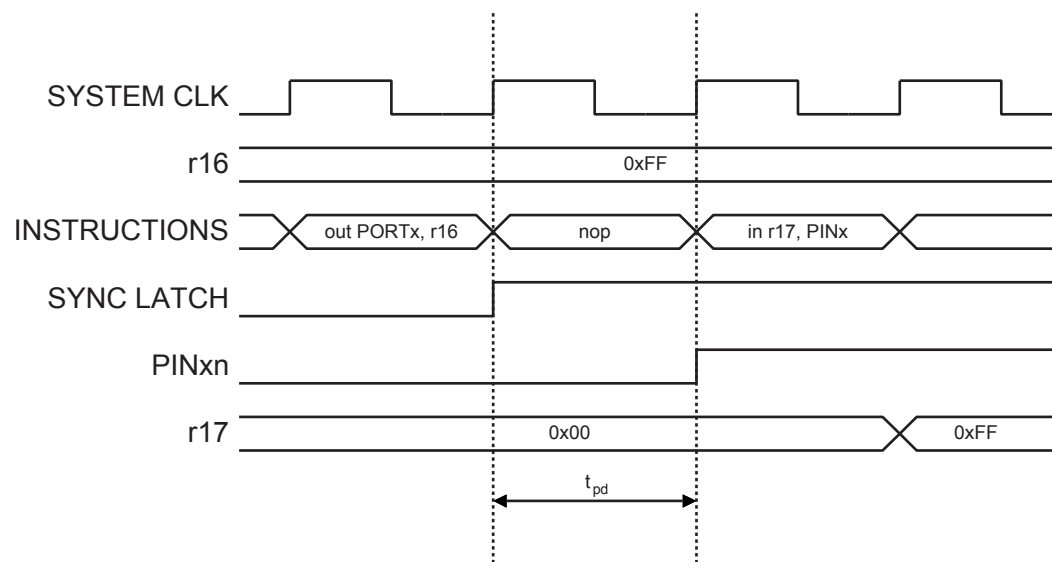 SYSTEM CLK
r16
0xFF
INSTRUCTIONS
out PORTx, r16
nop
in r17, PINx
SYNC LATCH
PINxn
r17
0x00
0xFF
tpd